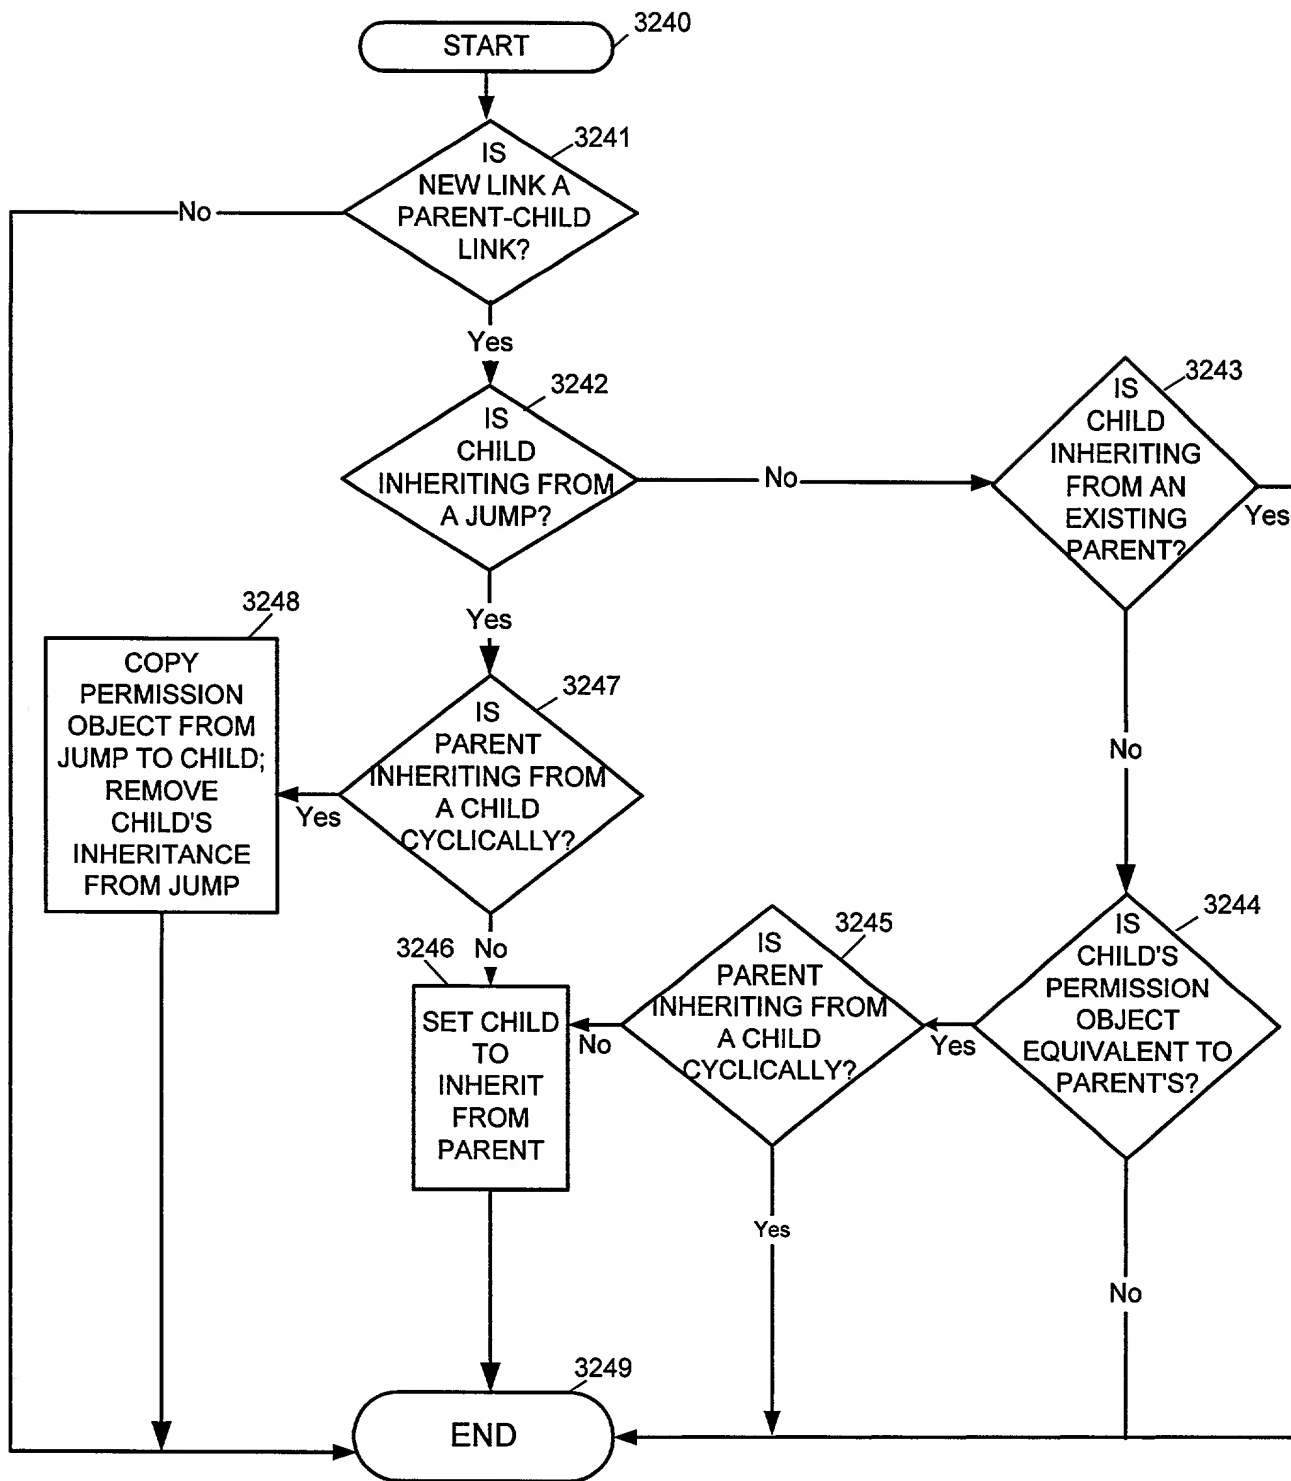 START
3240
IS
NEW LINK A
PARENT-CHILD
LINK?
3241
No
Yes
IS
CHILD
INHERITING FROM
A JUMP?
3242
No
IS
CHILD
INHERITING
FROM AN
EXISTING
PARENT?
3243
Yes
No
Yes
IS
PARENT
INHERITING FROM
A CHILD
CYCLICALLY?
3247
Yes
COPY
PERMISSION
OBJECT FROM
JUMP TO CHILD;
REMOVE
CHILD'S
INHERITANCE
FROM JUMP
3248
No
3246
SET CHILD
TO
INHERIT
FROM
PARENT
IS
CHILD'S
PERMISSION
OBJECT
EQUIVALENT TO
PARENT'S?
3244
Yes
No
IS
PARENT
INHERITING FROM
A CHILD
CYCLICALLY?
3245
No
Yes
END
3249